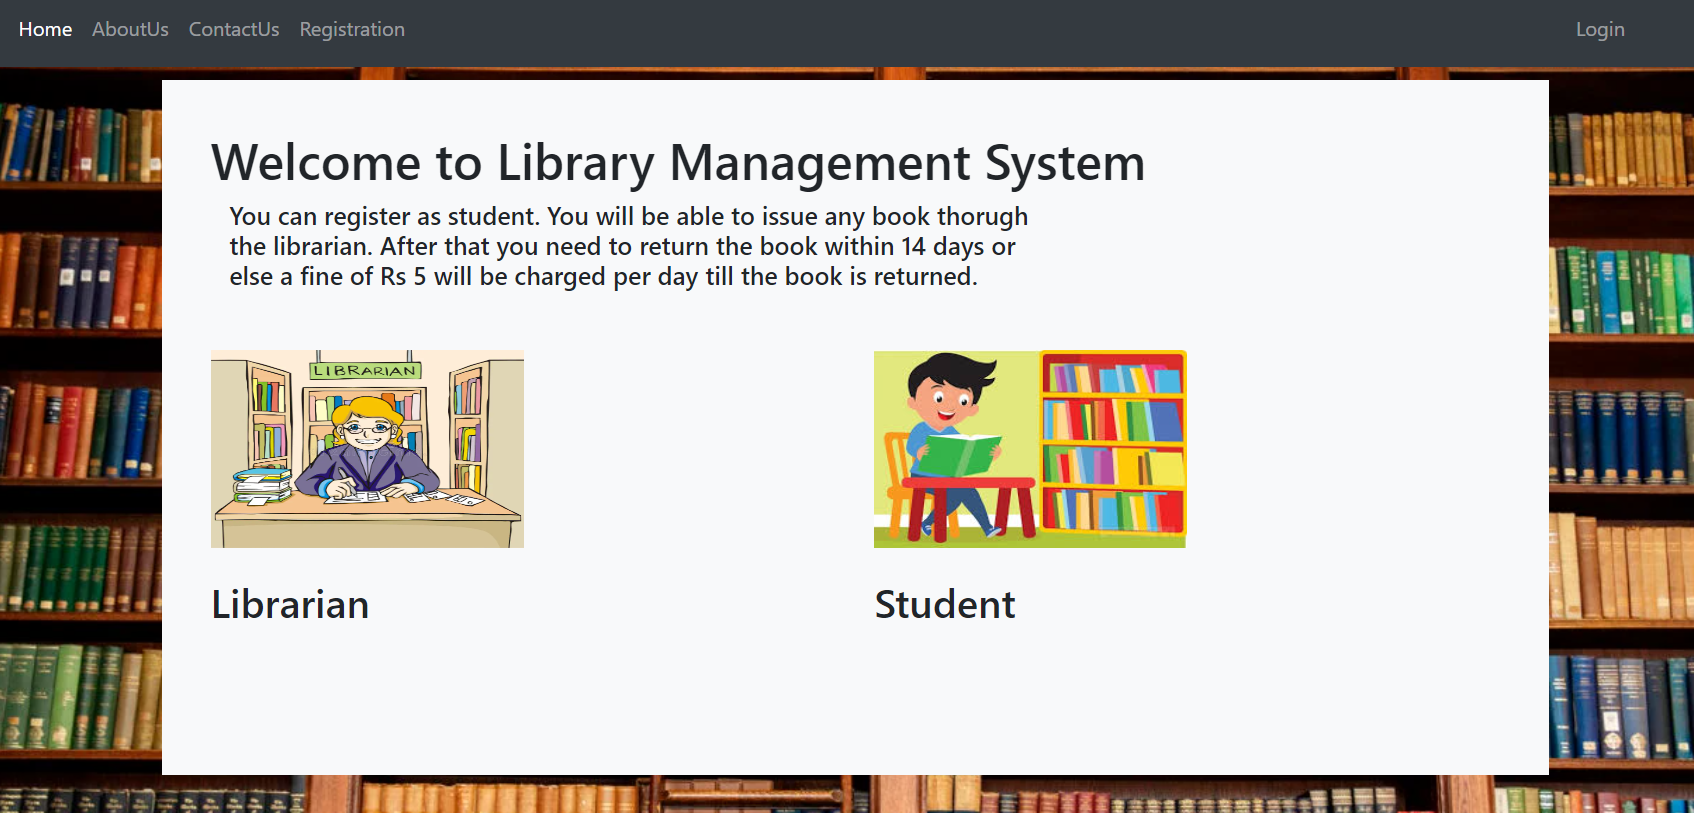 Home AboutUs ContactUs Registration Login
Welcome to Library Management System
You can register as student. You will be able to issue any book thorugh
the librarian. After that you need to return the book within 14 days or
else a fine of Rs 5 will be charged per day till the book is returned.
LIBRARIAN
Librarian Student